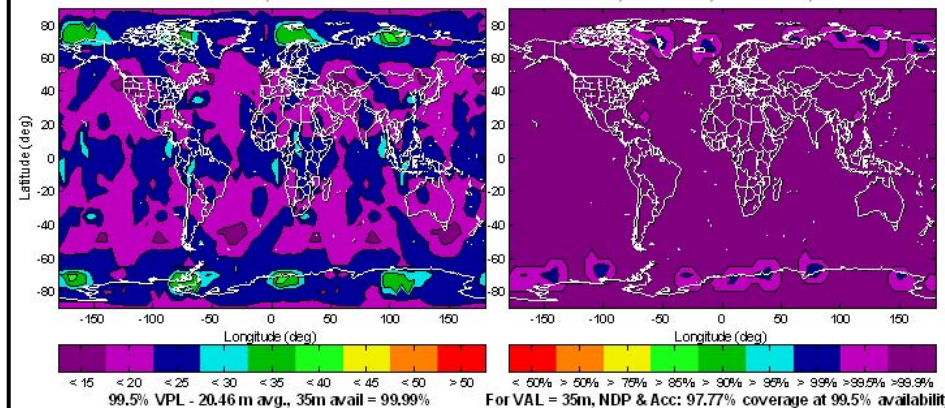 80
60
40
20
0
-20
-40
-60
-80
Latitude (deg)
-150 -100 -50 0 50 100 150
Longitude (deg)
< 15 < 20 < 25 < 30 < 35 < 40 < 45 < 50 > 50
99.5% VPL - 20.46 m avg., 35m avail = 99.99%
80
60
40
20
0
-20
-40
-60
-80
-150 -100 -50 0 50 100 150
Longitude (deg)
< 50% > 50% > 75% > 85% > 90% > 95% > 99% >99.5% >99.9%
For VAL = 35m, NDP & Acc: 97.77% coverage at 99.5% availabilit